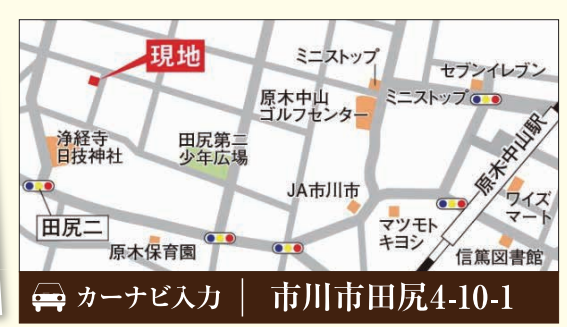 現地
ミニストップ
セブンイレブン
原木中山
ゴルフセンター
ミニストップ
浄経寺
日技神社
田尻第二
少年広場
原木中山駅
JA市川市
ワイズ
マート
田尻二
マツモト
キヨシ
原木保育園
信篤図書館
カーナビ入力｜市川市田尻4-10-1